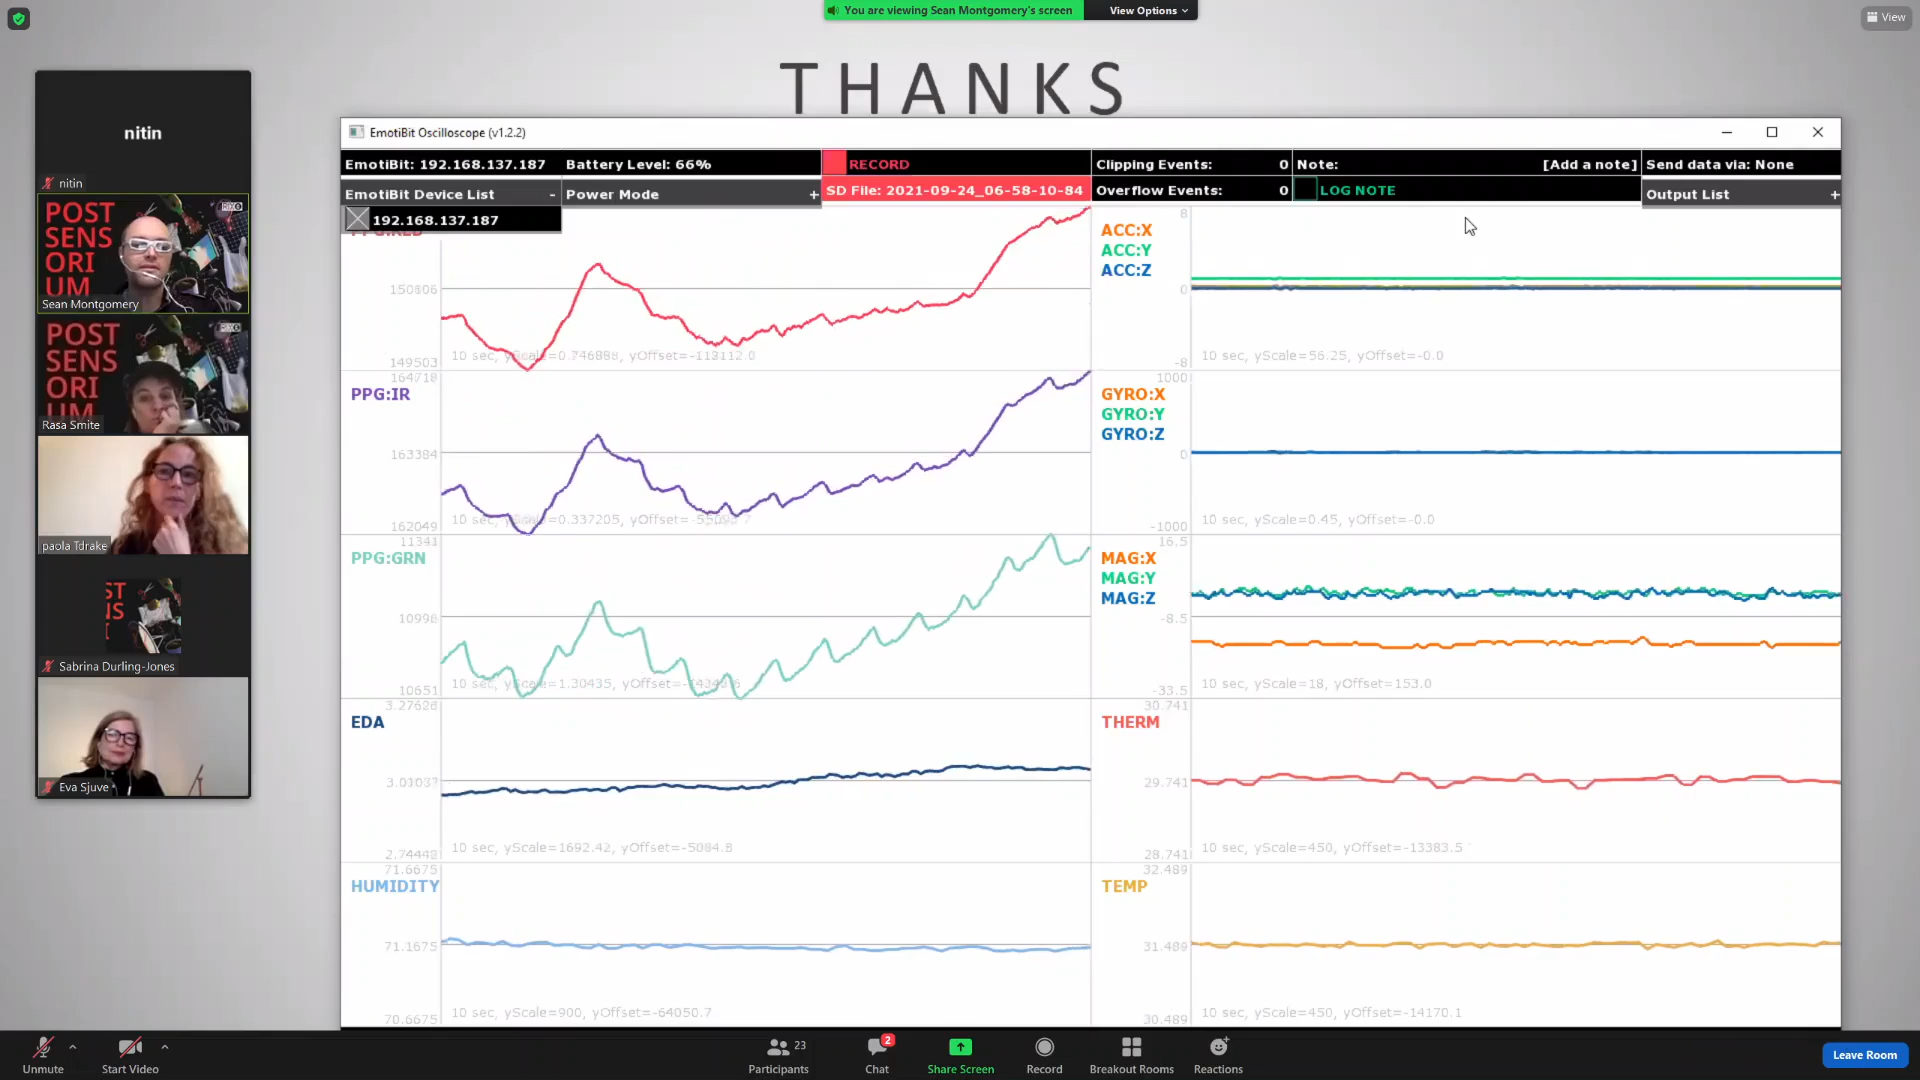 You are viewing Sean Montgomery's screen
View Options
View
THANKS
nitin
nitin
POST
SENS
ORI
UM
RIXC
Sean Montgomery
POST
SENS
ORI
UM
RIXC
Rasa Smite
paola Tdrake
ST
NS
I
Sabrina Durling-Jones
Eva Sjuve
EmotiBit Oscilloscope (v1.2.2)
EmotiBit: 192.168.137.187
Battery Level: 66%
RECORD
Clipping Events: 0
Note: [Add a note]
Send data via: None
EmotiBit Device List -
Power Mode +
SD File: 2021-09-24_06-58-10-84
Overflow Events: 0
LOG NOTE
Output List +
192.168.137.187
PPG:RED
150806
149503
10 sec, yScale=0.746888, yOffset=-113112.0
ACC:X
ACC:Y
ACC:Z
8
0
-8
10 sec, yScale=56.25, yOffset=-0.0
PPG:IR
164718
163384
162049
10 sec, yScale=0.337205, yOffset=
GYRO:X
GYRO:Y
GYRO:Z
1000
0
-1000
10 sec, yScale=0.45, yOffset=-0.0
PPG:GRN
11341
10996
10651
10 sec, yScale=1.30435, yOffset=
MAG:X
MAG:Y
MAG:Z
16.5
-8.5
-33.5
10 sec, yScale=18, yOffset=153.0
EDA
3.27626
3.01037
2.74449
10 sec, yScale=1692.42, yOffset=-5084.8
THERM
30.741
29.741
28.741
10 sec, yScale=450, yOffset=-13383.5
HUMIDITY
71.6675
71.1675
70.6675
10 sec, yScale=900, yOffset=-64050.7
TEMP
32.489
31.489
30.489
10 sec, yScale=450, yOffset=-14170.1
Unmute
Start Video
Participants
23
Chat
2
Share Screen
Record
Breakout Rooms
Reactions
Leave Room